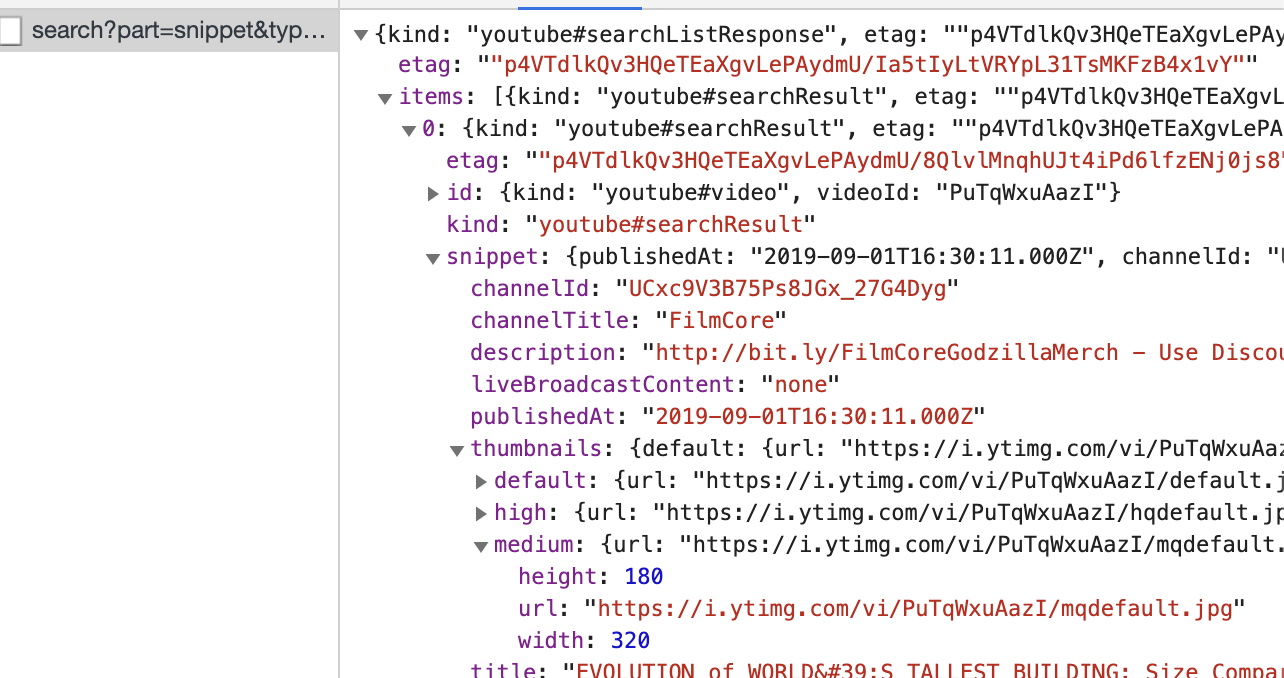 search?part=snippet&typ...
{kind: "youtube#searchListResponse", etag: ""p4VTdlkQv3HQeTEaXgvLePAy
etag: ""p4VTdlkQv3HQeTEaXgvLePAydmU/Ia5tIyLtVRYpL31TsMKFzB4x1vY""
items: [{kind: "youtube#searchResult", etag: ""p4VTdlkQv3HQeTEaXgvL
0: {kind: "youtube#searchResult", etag: ""p4VTdlkQv3HQeTEaXgvLePA
etag: ""p4VTdlkQv3HQeTEaXgvLePAydmU/8QlvlMnqhUJt4iPd6lfzENj0js8"
id: {kind: "youtube#video", videoId: "PuTqWxuAazI"}
kind: "youtube#searchResult"
snippet: {publishedAt: "2019-09-01T16:30:11.000Z", channelId: "U
channelId: "UCxc9V3B75Ps8JGx_27G4Dyg"
channelTitle: "FilmCore"
description: "http://bit.ly/FilmCoreGodzillaMerch - Use Discou
liveBroadcastContent: "none"
publishedAt: "2019-09-01T16:30:11.000Z"
thumbnails: {default: {url: "https://i.ytimg.com/vi/PuTqWxuAaz
default: {url: "https://i.ytimg.com/vi/PuTqWxuAazI/default.j
high: {url: "https://i.ytimg.com/vi/PuTqWxuAazI/hqdefault.jp
medium: {url: "https://i.ytimg.com/vi/PuTqWxuAazI/mqdefault.
height: 180
url: "https://i.ytimg.com/vi/PuTqWxuAazI/mqdefault.jpg"
width: 320
title: "EVOLUTION of WORLD&#39;S TALLEST BUILDING: Size Compa